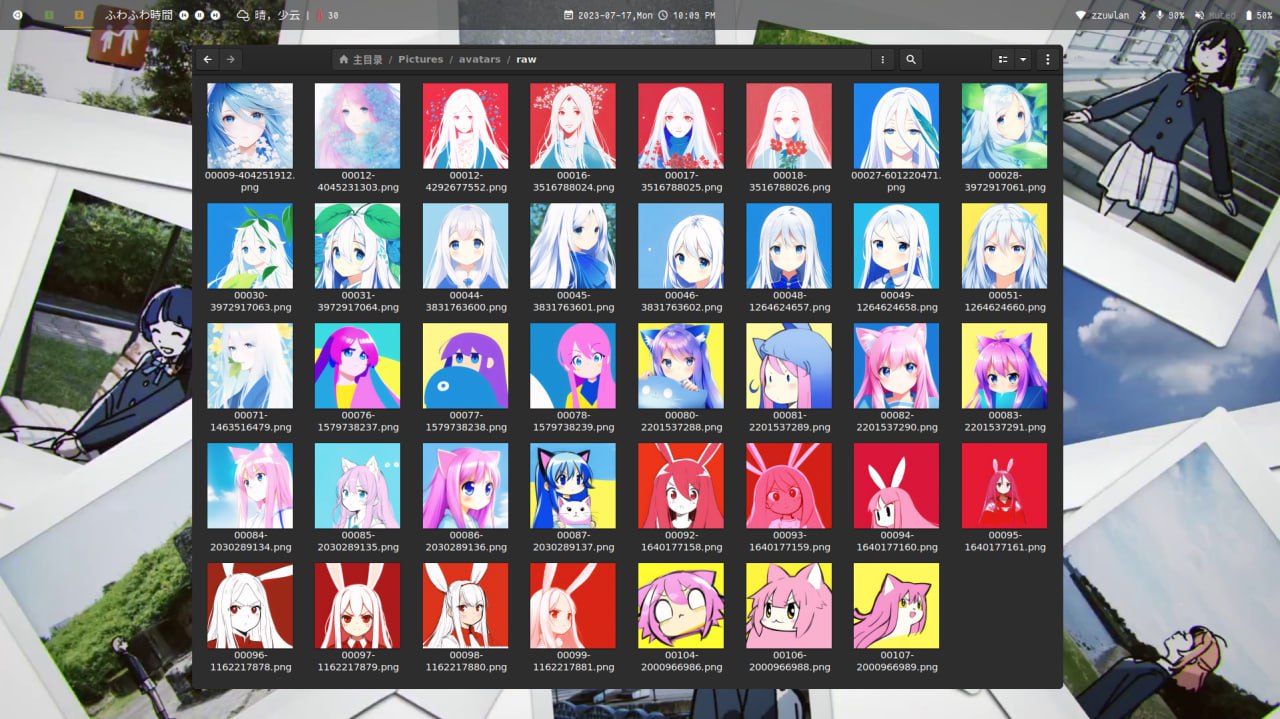 1
2
ふわふわ時間
晴, 少云 |
30
2023-07-17,Mon
10:09 PM
zzuwlan
90%
Muted
50%
主目录 / Pictures / avatars / raw
00009-404251912.
png
00012-
4045231303.png
00012-
4292677552.png
00016-
3516788024.png
00017-
3516788025.png
00018-
3516788026.png
00027-601220471.
png
00028-
3972917061.png
00030-
3972917063.png
00031-
3972917064.png
00044-
3831763600.png
00045-
3831763601.png
00046-
3831763602.png
00048-
1264624657.png
00049-
1264624658.png
00051-
1264624660.png
00071-
1463516479.png
00076-
1579738237.png
00077-
1579738238.png
00078-
1579738239.png
00080-
2201537288.png
00081-
2201537289.png
00082-
2201537290.png
00083-
2201537291.png
00084-
2030289134.png
00085-
2030289135.png
00086-
2030289136.png
00087-
2030289137.png
00092-
1640177158.png
00093-
1640177159.png
00094-
1640177160.png
00095-
1640177161.png
00096-
1162217878.png
00097-
1162217879.png
00098-
1162217880.png
00099-
1162217881.png
00104-
2000966986.png
00106-
2000966988.png
00107-
2000966989.png